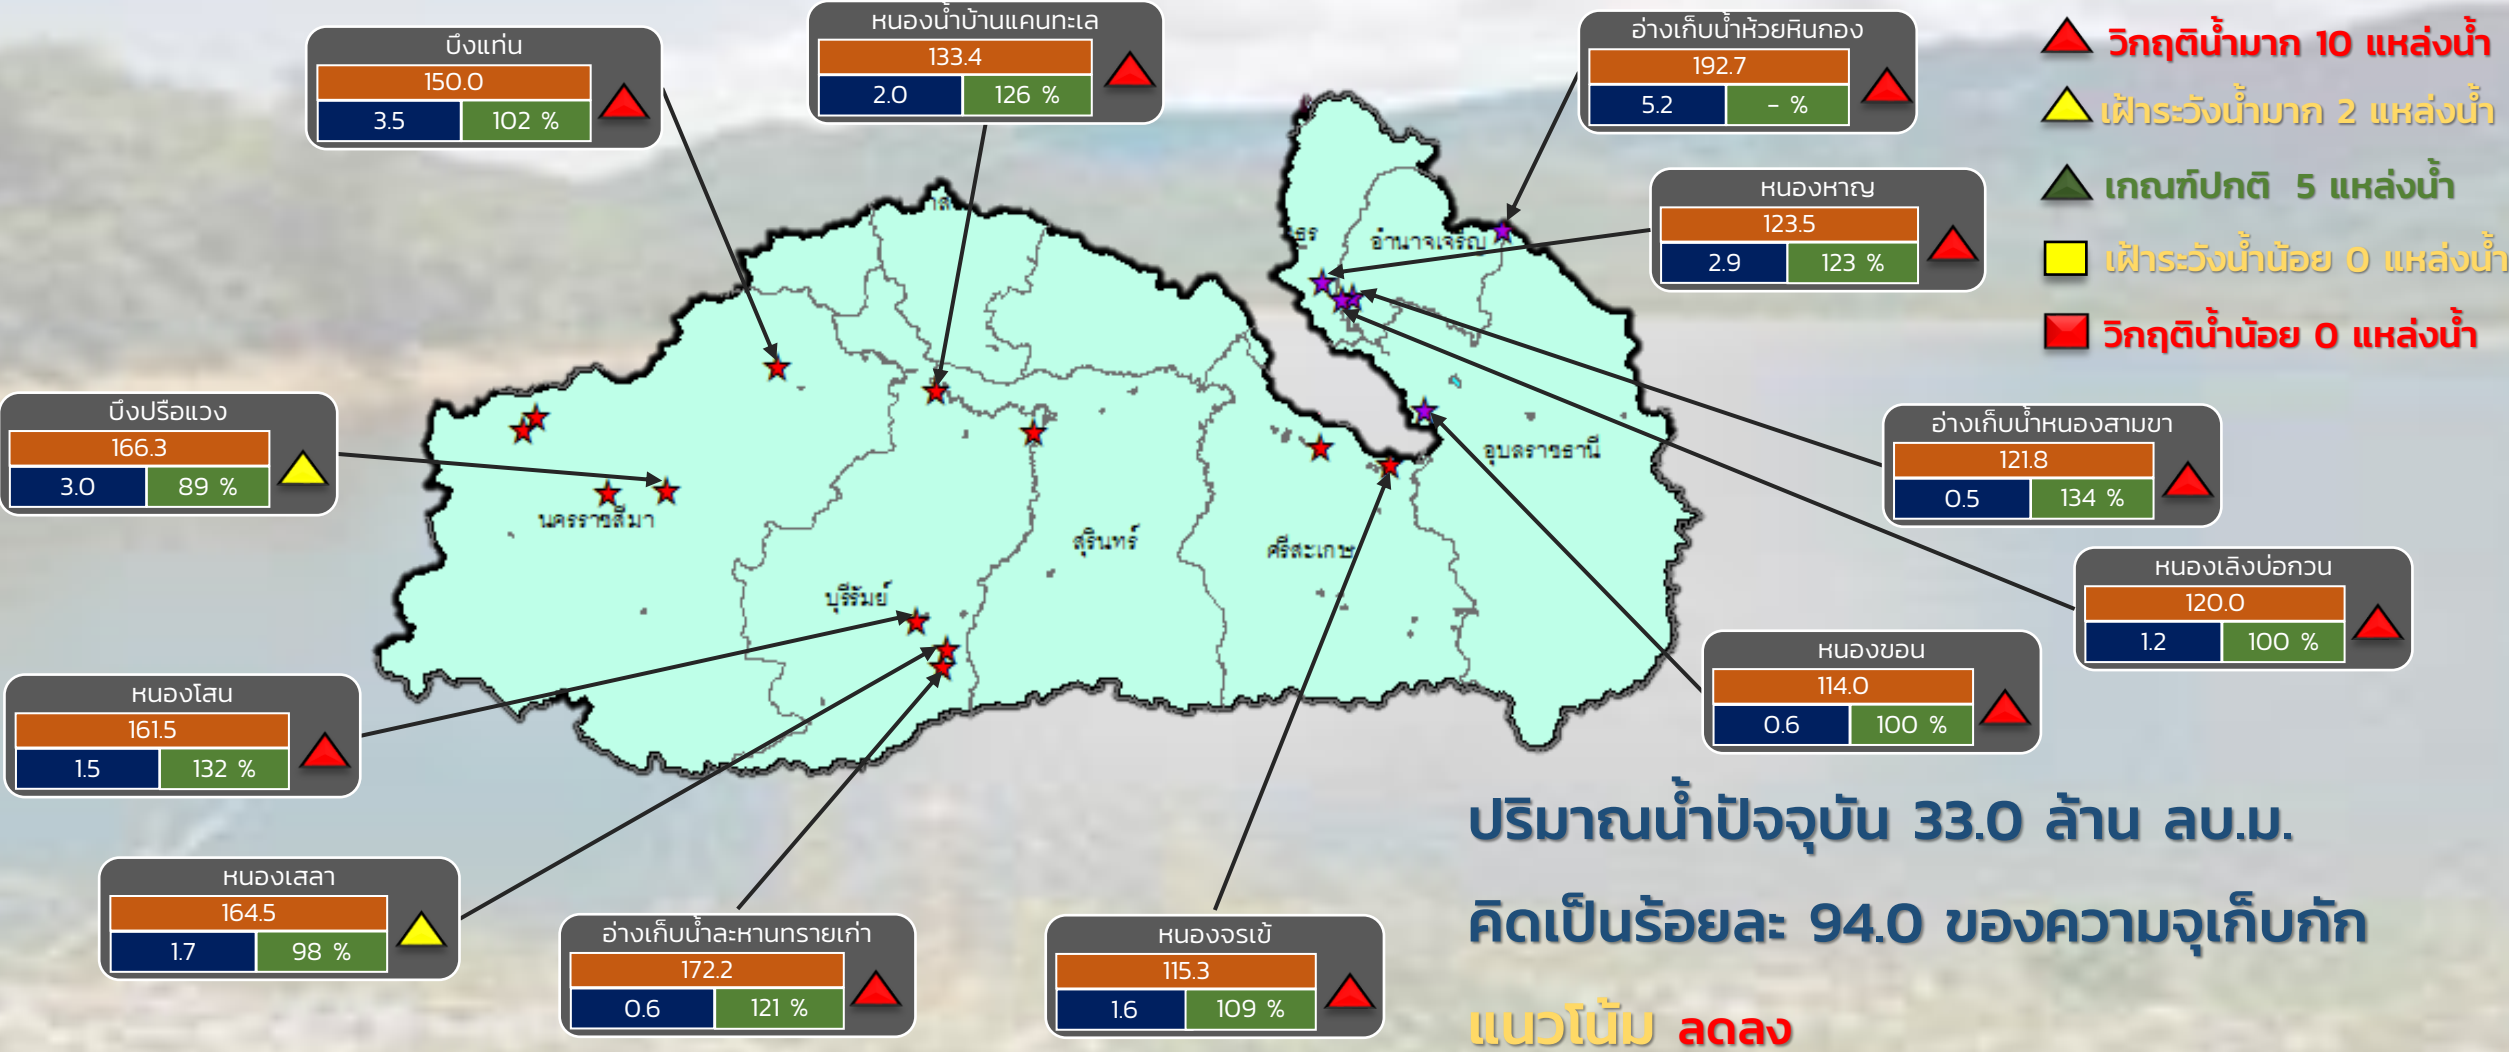 บึงแท่น
150.0
3.5 102 %
หนองน้ำบ้านแคนทะเล
133.4
2.0 126 %
อ่างเก็บน้ำห้วยหินกอง
192.7
5.2 - %
หนองหาญ
123.5
2.9 123 %
วิกฤติน้ำมาก 10 แหล่งน้ำ
เฝ้าระวังน้ำมาก 2 แหล่งน้ำ
เกณฑ์ปกติ 5 แหล่งน้ำ
เฝ้าระวังน้ำน้อย 0 แหล่งน้ำ
วิกฤติน้ำน้อย 0 แหล่งน้ำ
อำนาจเจริญ
บึงปรือแวง
166.3
3.0 89 %
นครราชสีมา
บุรีรัมย์
สุรินทร์
ศรีสะเกษ
อุบลราชธานี
อ่างเก็บน้ำหนองสามขา
121.8
0.5 134 %
หนองเลิงบ่อกวน
120.0
1.2 100 %
หนองขอน
114.0
0.6 100 %
หนองโสน
161.5
1.5 132 %
หนองเสลา
164.5
1.7 98 %
อ่างเก็บน้ำละหานทรายเก่า
172.2
0.6 121 %
หนองจรเข้
115.3
1.6 109 %
ปริมาณน้ำปัจจุบัน 33.0 ล้าน ลบ.ม.
คิดเป็นร้อยละ 94.0 ของความจุเก็บกัก
แนวโน้ม ลดลง